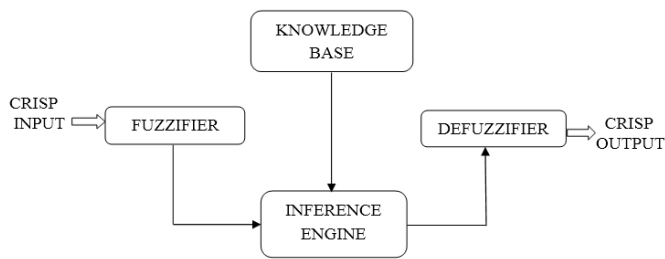 KNOWLEDGE
BASE
CRISP
INPUT
FUZZIFIER
DEFUZZIFIER
CRISP
OUTPUT
INFERENCE
ENGINE